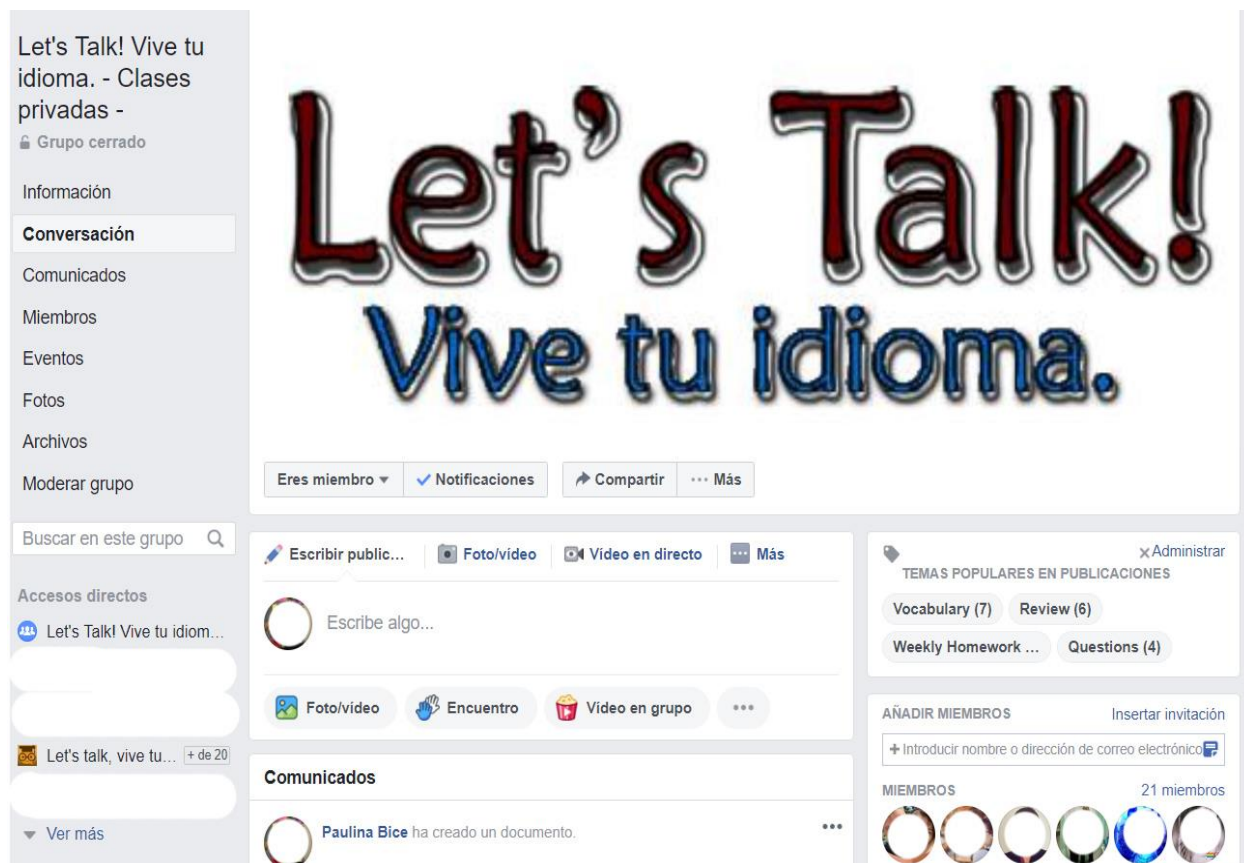 Let's Talk! Vive tu
idioma. - Clases
privadas -
Grupo cerrado
Información
Conversación
Comunicados
Miembros
Eventos
Fotos
Archivos
Moderar grupo
Buscar en este grupo
Accesos directos
Let's Talk! Vive tu idiom...
Let's talk, vive tu... + de 20
Ver más
Let's Talk!
Vive tu idioma.
Eres miembro Notificaciones Compartir ... Más
Escribir public... Foto/vídeo Vídeo en directo Más
Escribe algo...
Foto/vídeo Encuentro Vídeo en grupo ...
Comunicados
Paulina Bice ha creado un documento. ...
Administrar
TEMAS POPULARES EN PUBLICACIONES
Vocabulary (7) Review (6)
Weekly Homework ... Questions (4)
AÑADIR MIEMBROS Insertar invitación
+ Introducir nombre o dirección de correo electrónico
MIEMBROS 21 miembros